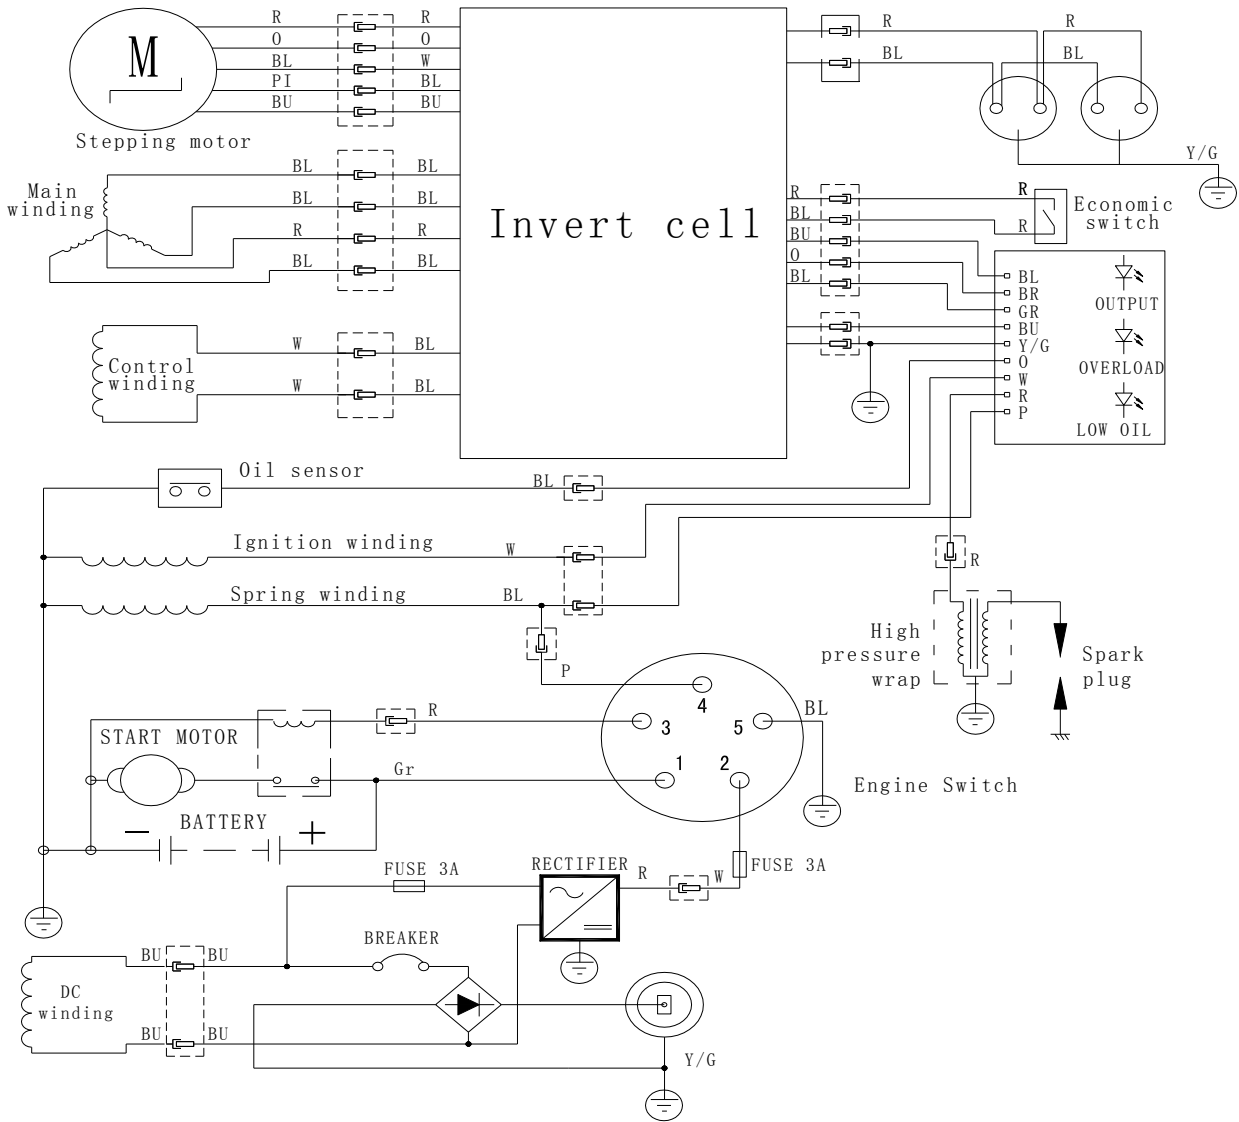 R R
O O
BL W
PI BL
BU BU
M
Stepping motor
Main
winding
BL BL
BL BL
R R
BL BL
Control
winding
W BL
W BL
Invert cell
R R
BL BL
Y/G
R R
BL R
BU
O
BL
Economic
switch
BL
BR
GR
BU
Y/G
O
W
R
P
OUTPUT
OVERLOAD
LOW OIL
Oil sensor BL
Ignition winding W
Spring winding BL
P
R
High
pressure
wrap
Spark
plug
4
3 5
1 2
BL
Engine Switch
R
START MOTOR
Gr
− BATTERY +
FUSE 3A
RECTIFIER
R W
FUSE 3A
BREAKER
BU BU
DC
winding
BU BU
Y/G